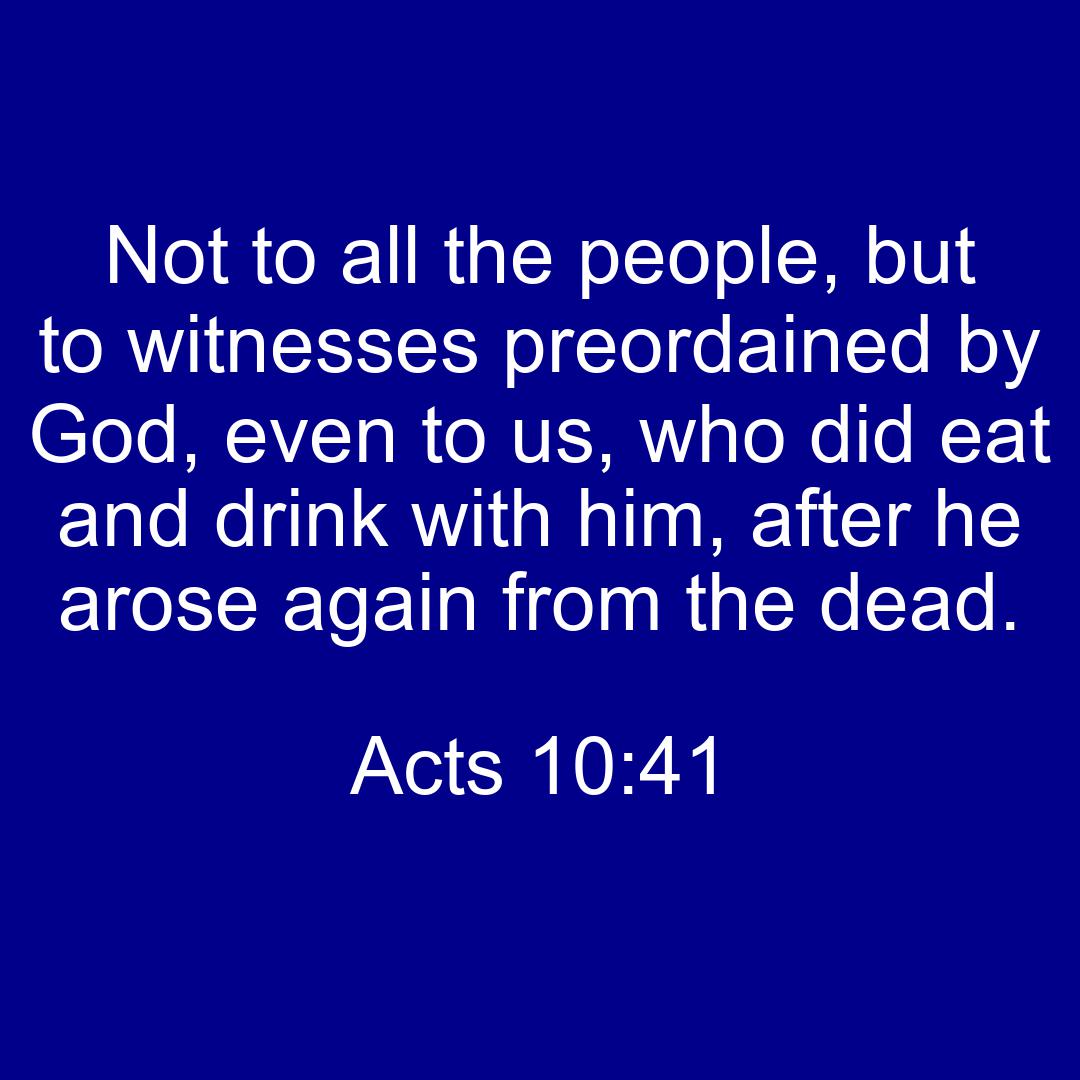 Not to all the people, but
to witnesses preordained by
God, even to us, who did eat
and drink with him, after he
arose again from the dead.
Acts 10:41